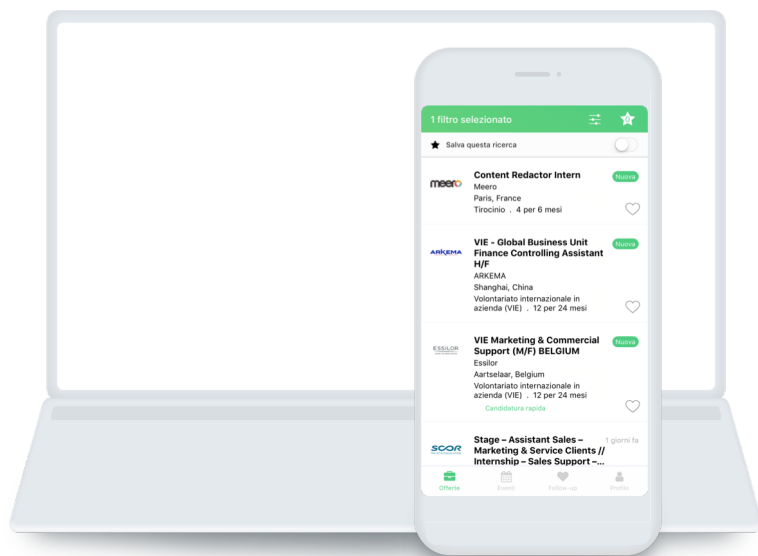 1 filtro selezionato
Salva questa ricerca
meero
Content Redactor Intern
Nuova
Meero
Paris, France
Tirocinio . 4 per 6 mesi
ARKEMA
VIE - Global Business Unit
Nuova
Finance Controlling Assistant
H/F
ARKEMA
Shanghai, China
Volontariato internazionale in
azienda (VIE) . 12 per 24 mesi
ESSILOR
VIE Marketing & Commercial
Nuova
Support (M/F) BELGIUM
Essilor
Aartselaar, Belgium
Volontariato internazionale in
azienda (VIE) . 12 per 24 mesi
Candidatura rapida
SCOR
Stage – Assistant Sales –
1 giorni fa
Marketing & Service Clients //
Internship – Sales Support –...
Offerte
Eventi
Follow-up
Profilo